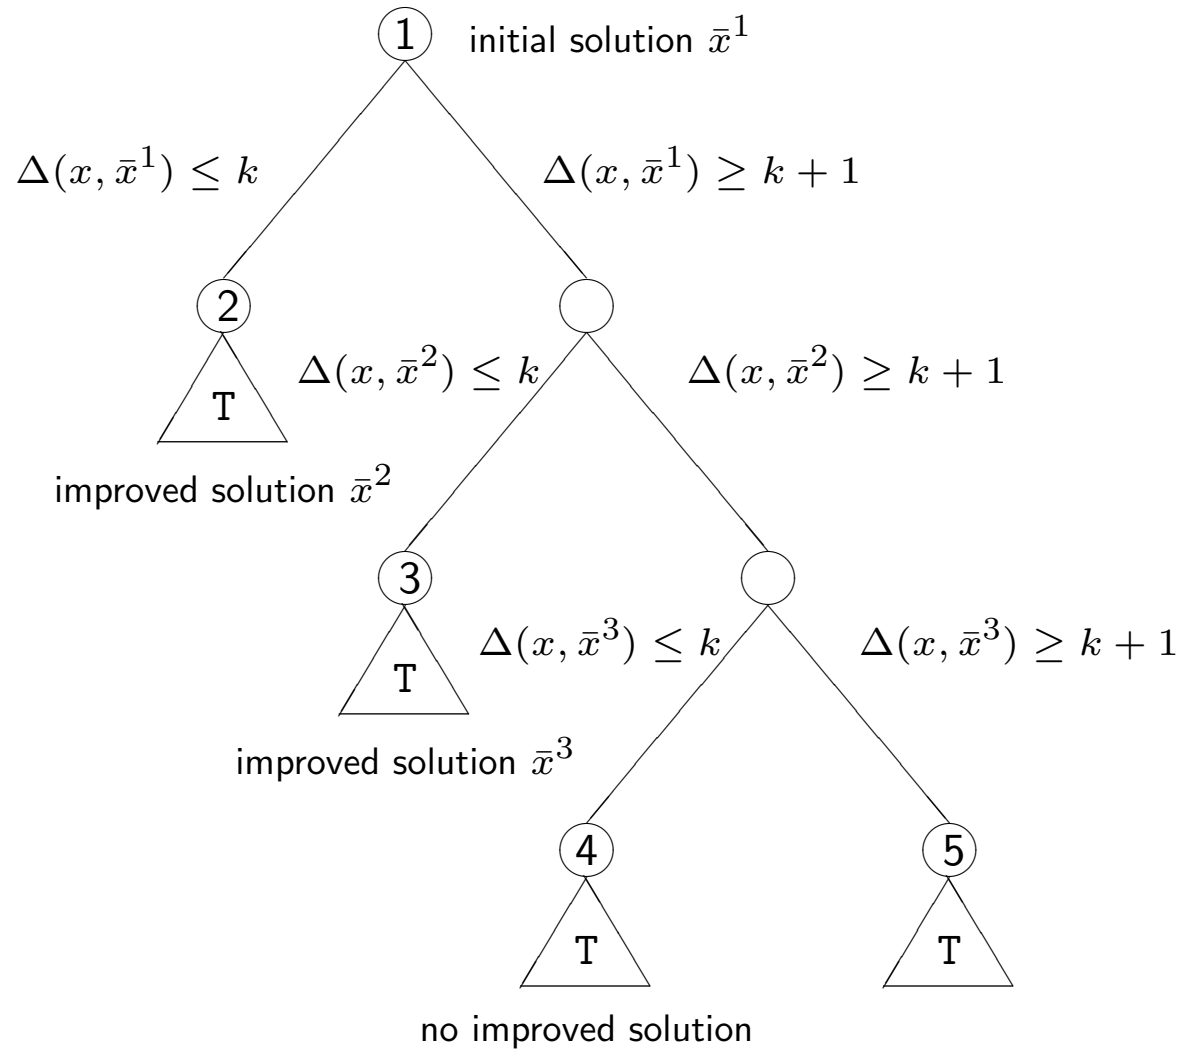 1 initial solution x̄¹
Δ(x, x̄¹) ≤ k
Δ(x, x̄¹) ≥ k + 1
2
T
Δ(x, x̄²) ≤ k
Δ(x, x̄²) ≥ k + 1
improved solution x̄²
3
T
Δ(x, x̄³) ≤ k
Δ(x, x̄³) ≥ k + 1
improved solution x̄³
4
5
T
T
no improved solution